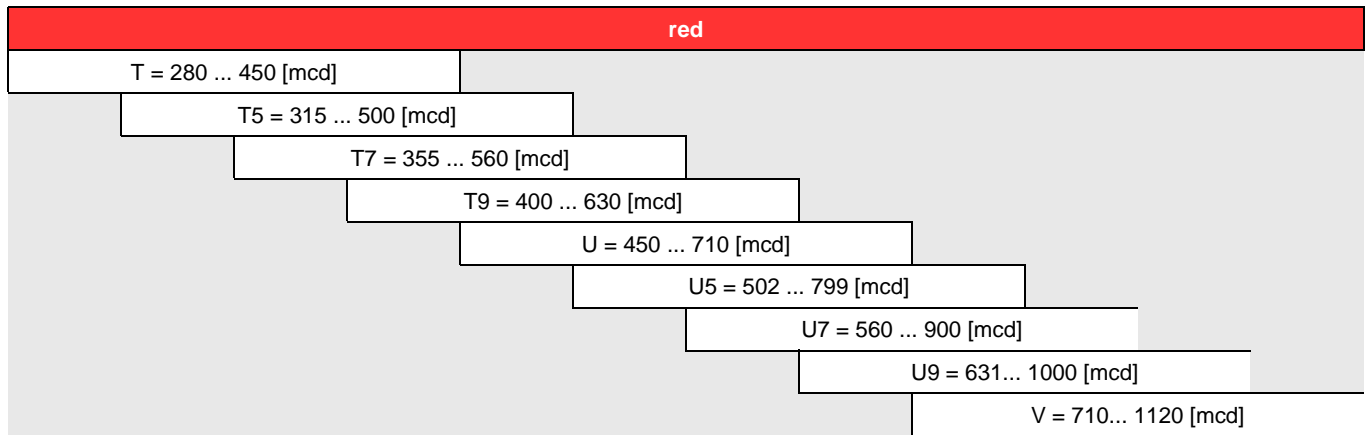 red
T = 280 ... 450 [mcd]
T5 = 315 ... 500 [mcd]
T7 = 355 ... 560 [mcd]
T9 = 400 ... 630 [mcd]
U = 450 ... 710 [mcd]
U5 = 502 ... 799 [mcd]
U7 = 560 ... 900 [mcd]
U9 = 631... 1000 [mcd]
V = 710... 1120 [mcd]